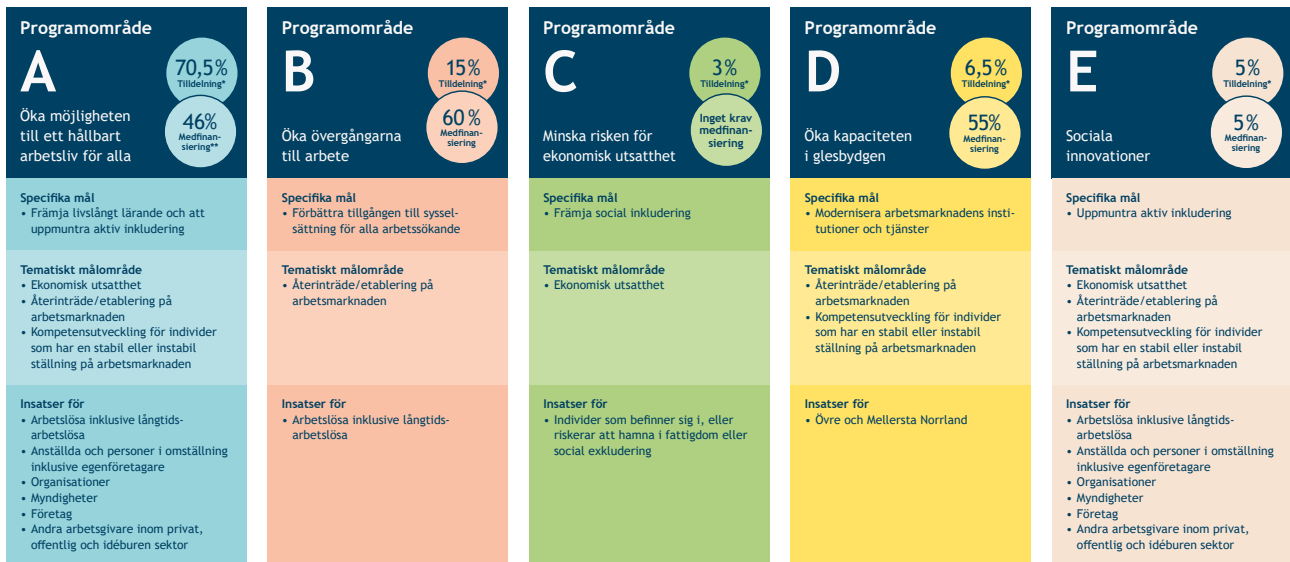 Programområde
A
70,5%
Tilldelning*
46%
Medfinan-
siering**
Öka möjligheten
till ett hållbart
arbetsliv för alla
Specifika mål
• Främja livslångt lärande och att
uppmuntra aktiv inkludering
Tematiskt målområde
• Ekonomisk utsatthet
• Återinträde/etablering på
arbetsmarknaden
• Kompetensutveckling för individer
som har en stabil eller instabil
ställning på arbetsmarknaden
Insatser för
• Arbetslösa inklusive långtids-
arbetslösa
• Anställda och personer i omställning
inklusive egenföretagare
• Organisationer
• Myndigheter
• Företag
• Andra arbetsgivare inom privat,
offentlig och idéburen sektor
Programområde
B
15%
Tilldelning*
60 %
Medfinan-
siering
Öka övergångarna
till arbete
Specifika mål
• Förbättra tillgången till syssel-
sättning för alla arbetssökande
Tematiskt målområde
• Återinträde/etablering på
arbetsmarknaden
Insatser för
• Arbetslösa inklusive långtids-
arbetslösa
Programområde
C
3%
Tilldelning*
Inget krav
medfinan-
siering
Minska risken för
ekonomisk utsatthet
Specifika mål
• Främja social inkludering
Tematiskt målområde
• Ekonomisk utsatthet
Insatser för
• Individer som befinner sig i, eller
riskerar att hamna i fattigdom eller
social exkludering
Programområde
D
6,5%
Tilldelning*
55%
Medfinan-
siering
Öka kapaciteten
i glesbydgen
Specifika mål
• Modernisera arbetsmarknadens insti-
tutioner och tjänster
Tematiskt målområde
• Återinträde/etablering på
arbetsmarknaden
• Kompetensutveckling för individer
som har en stabil eller instabil
ställning på arbetsmarknaden
Insatser för
• Övre och Mellersta Norrland
Programområde
E
5%
Tilldelning*
5%
Medfinan-
siering
Sociala
innovationer
Specifika mål
• Uppmuntra aktiv inkludering
Tematiskt målområde
• Ekonomisk utsatthet
• Återinträde/etablering på
arbetsmarknaden
• Kompetensutveckling för individer
som har en stabil eller instabil
ställning på arbetsmarknaden
Insatser för
• Arbetslösa inklusive långtids-
arbetslösa
• Anställda och personer i omställning
inklusive egenföretagare
• Organisationer
• Myndigheter
• Företag
• Andra arbetsgivare inom privat,
offentlig och idéburen sektor